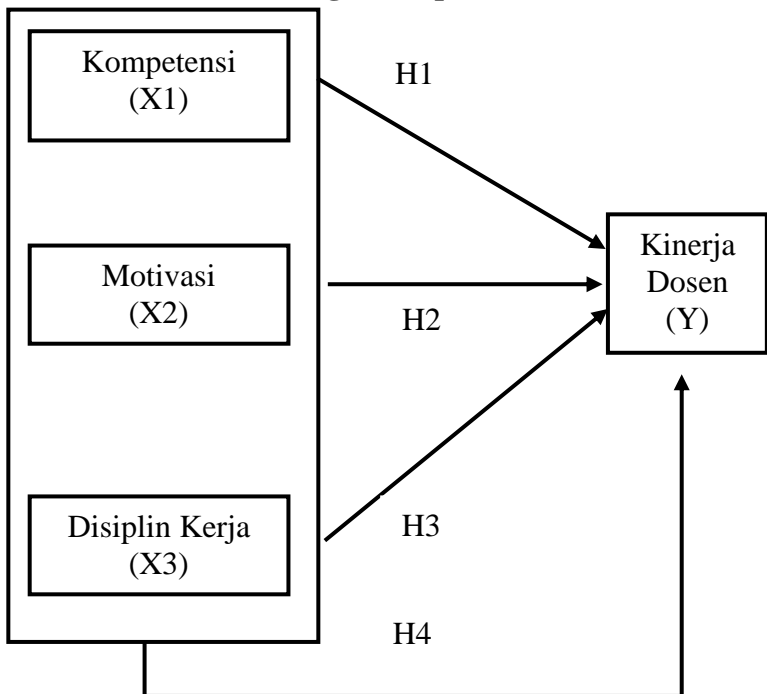 Kompetensi
(X1)
H1
Motivasi
(X2)
H2
Kinerja
Dosen
(Y)
Disiplin Kerja
(X3)
H3
H4